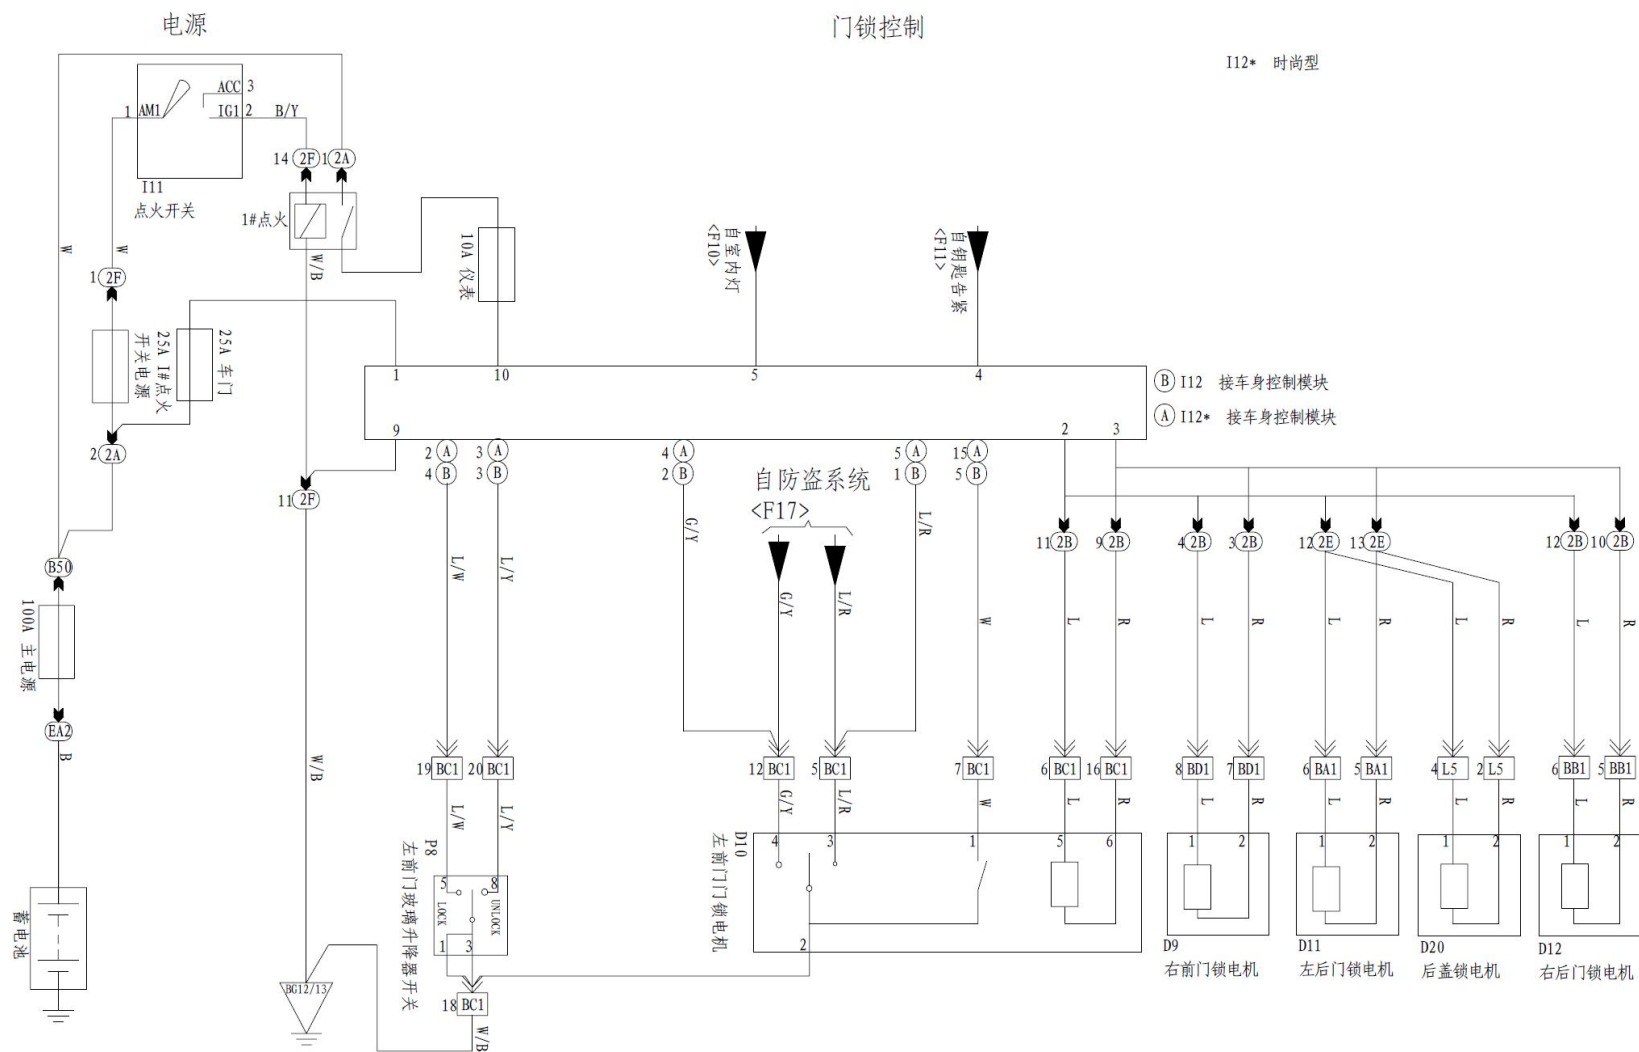 电源
门锁控制
I12* 时尚型
ACC 3
1 AM1
IG1 2
B/Y
14 2F
1 2A
I11
点火开关
1#点火
W
W
W/B
10A 仪表
自室内灯
<F10>
自钥匙告紧
<F11>
1 2F
25A I#点火
开关电源
25A 车门
1
10
5
4
B I12 接车身控制模块
A I12* 接车身控制模块
9
2
3
2 2A
2 A
4 B
3 A
3 B
4 A
2 B
5 A
1 B
15 A
5 B
自防盗系统
<F17>
11 2F
11 2B
9 2B
4 2B
3 2B
12 2E
13 2E
12 2B
10 2B
B50
100A 主电源
L/W
L/Y
G/Y
G/Y
L/R
L/R
W
L
R
L
R
L
R
L
R
L
R
EA2
B
W/B
19 BC1
20 BC1
12 BC1
5 BC1
7 BC1
6 BC1
16 BC1
8 BD1
7 BD1
6 BA1
5 BA1
4 L5
2 L5
6 BB1
5 BB1
L/W
L/Y
G/Y
L/R
W
L
R
L
R
L
R
L
R
L
R
P8
左前门玻璃升降器开关
5
8
LOCK
UNLOCK
1
3
D10
左前门门锁电机
4
3
1
5
6
2
1
2
1
2
1
2
1
2
蓄电池
D9
右前门锁电机
D11
左后门锁电机
D20
后盖锁电机
D12
右后门锁电机
BG12/13
18 BC1
W/B